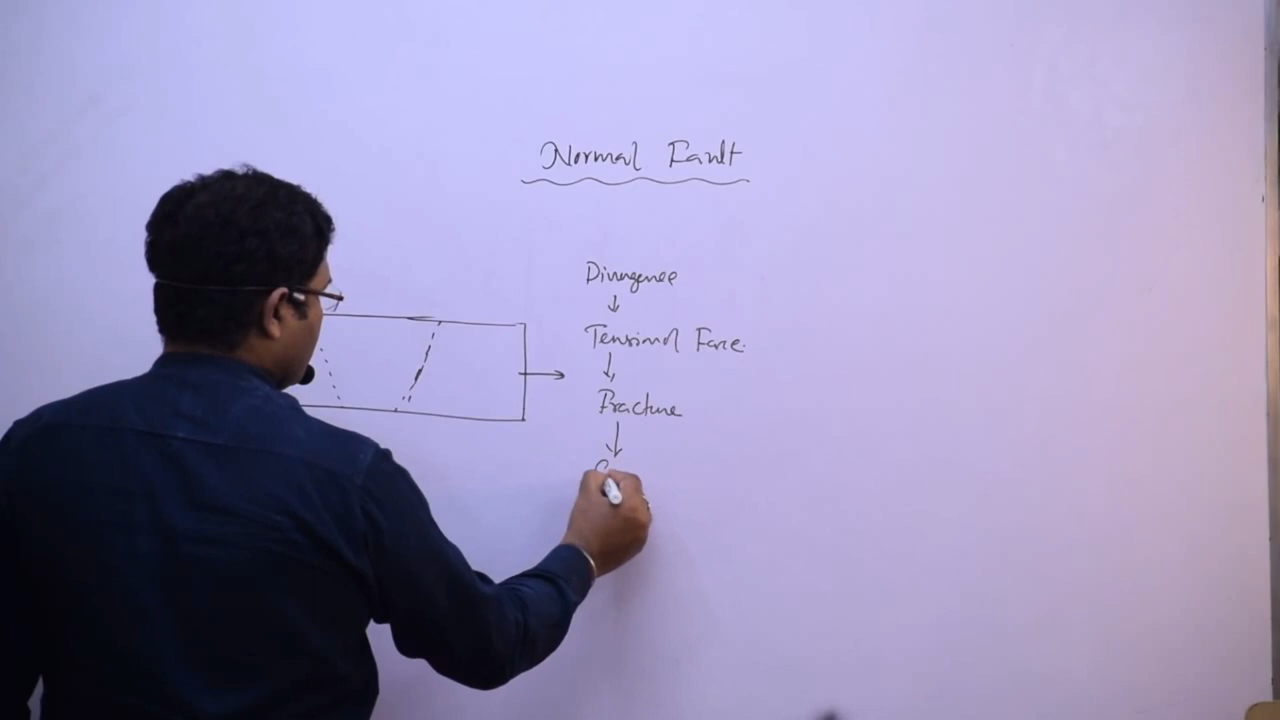 Normal Fault
Divergence
↓
Tensional Force
↓
Fracture
↓